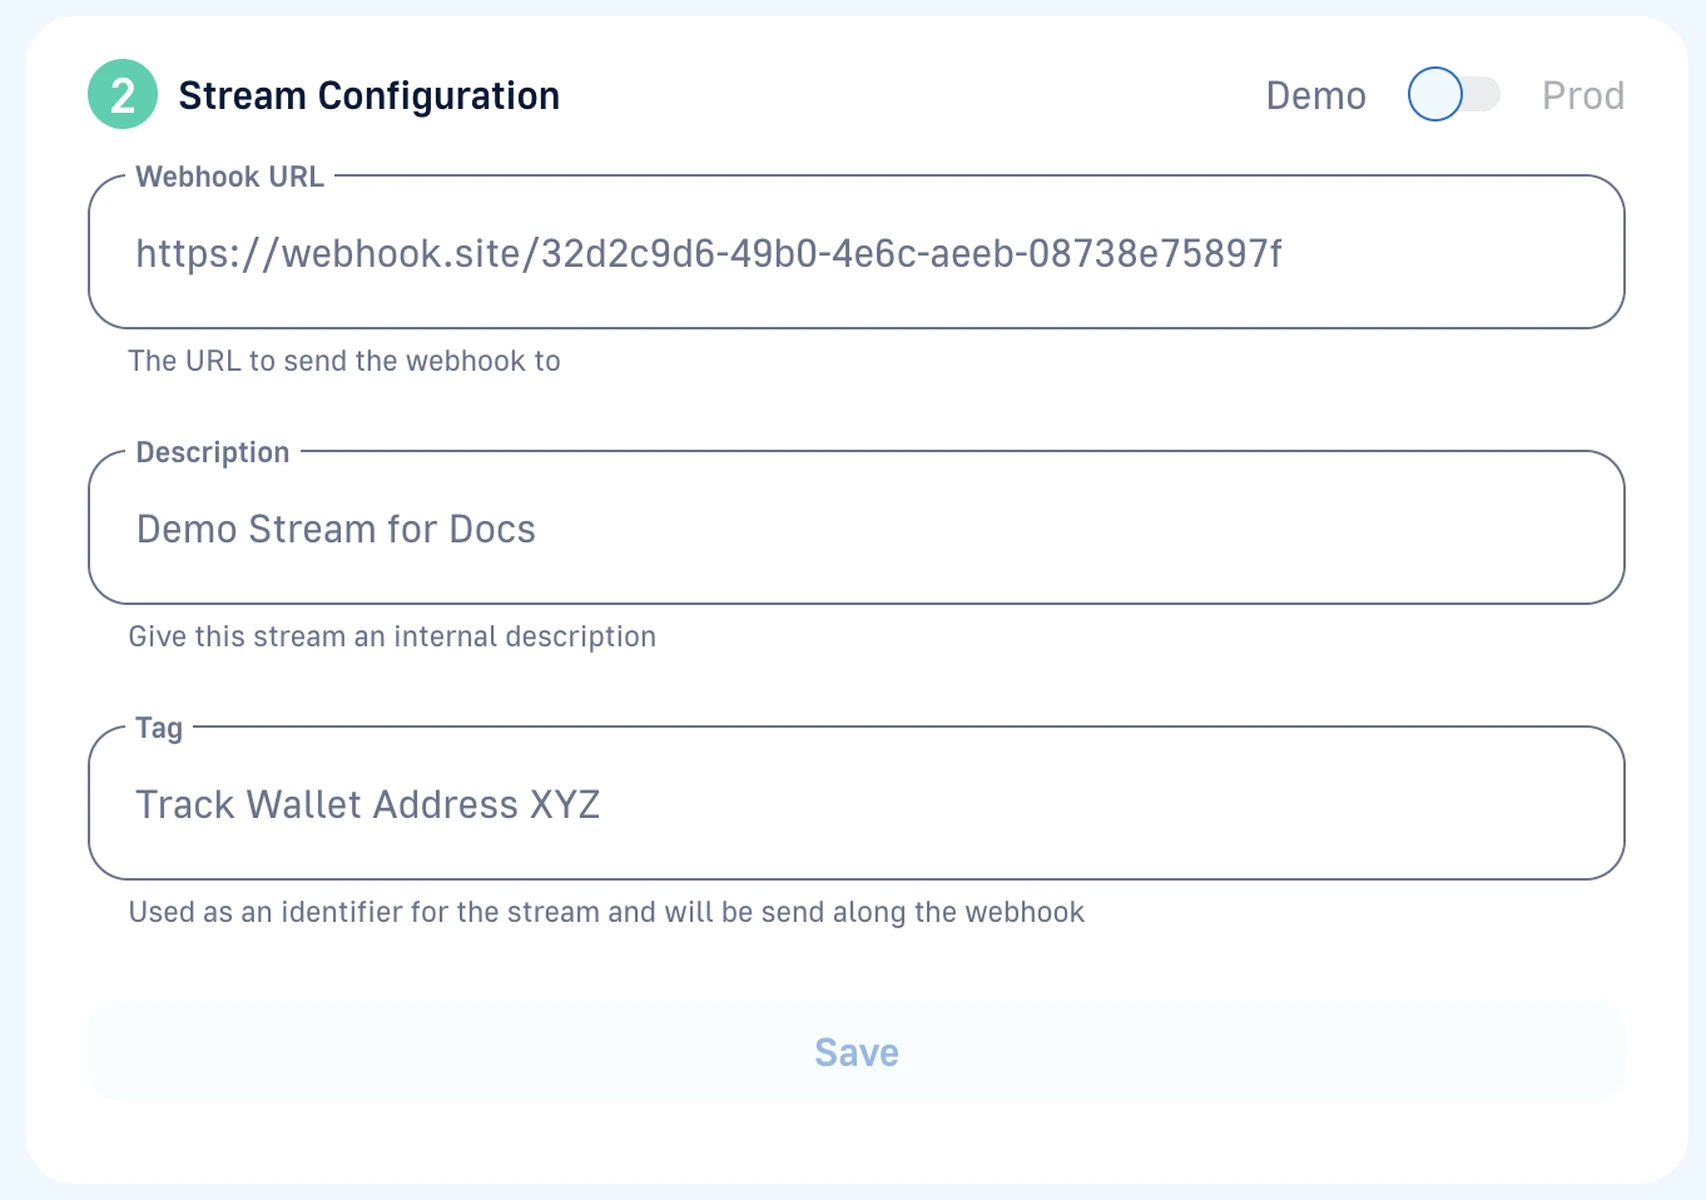 2 Stream Configuration Demo Prod
Webhook URL
https://webhook.site/32d2c9d6-49b0-4e6c-aeeb-08738e75897f
The URL to send the webhook to
Description
Demo Stream for Docs
Give this stream an internal description
Tag
Track Wallet Address XYZ
Used as an identifier for the stream and will be send along the webhook
Save